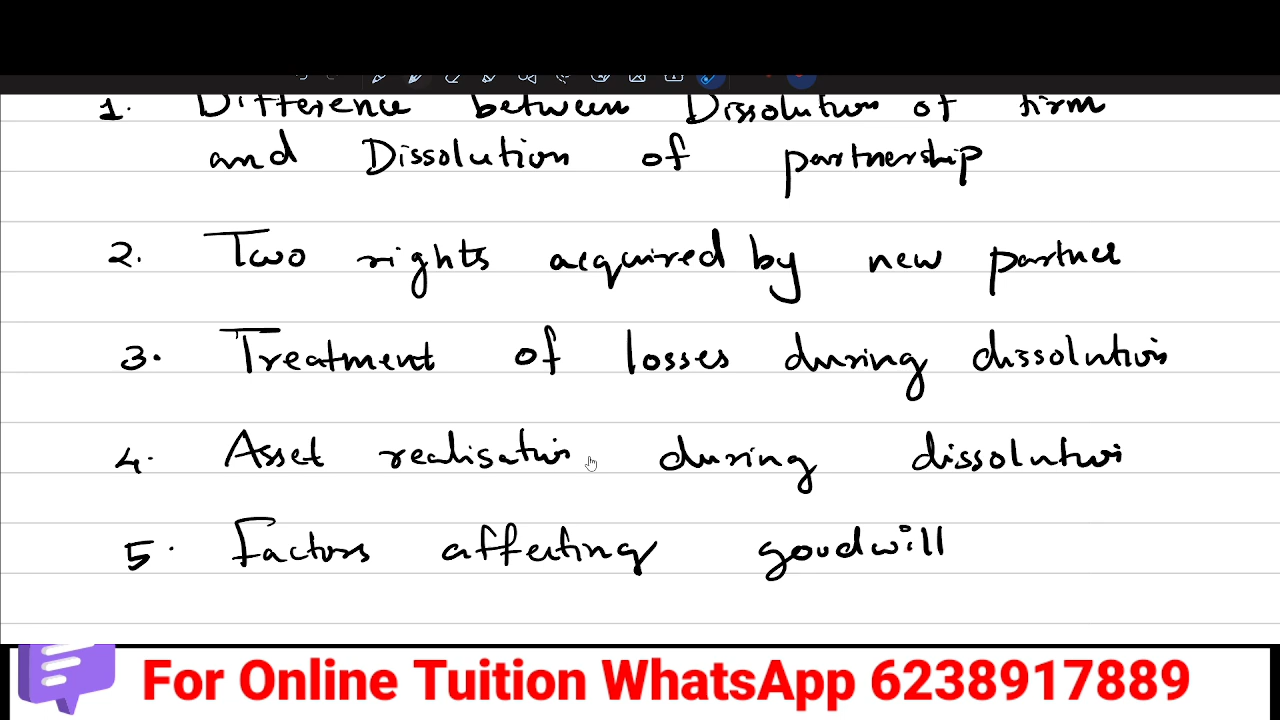 1. Difference between Dissolution of firm
and Dissolution of partnership
2. Two rights acquired by new partner
3. Treatment of losses during dissolution
4. Asset realisation during dissolution
5. Factors affecting goodwill
For Online Tuition WhatsApp 6238917889